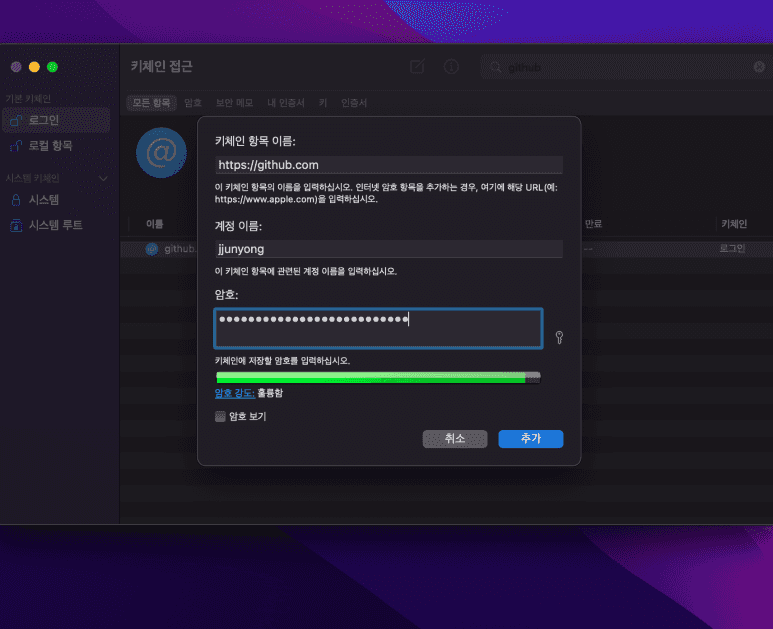 키체인 접근
github
기본 키체인
로그인
로컬 항목
시스템 키체인
시스템
시스템 루트
모든 항목 암호 보안 메모 내 인증서 키 인증서
@
이름 만료 키체인
github. -- 로그인
키체인 항목 이름:
https://github.com
이 키체인 항목의 이름을 입력하십시오. 인터넷 암호 항목을 추가하는 경우, 여기에 해당 URL(예:
https://www.apple.com)을 입력하십시오.
계정 이름:
jjunyong
이 키체인 항목에 관련된 계정 이름을 입력하십시오.
암호:
••••••••••••••••••••••••••
키체인에 저장할 암호를 입력하십시오.
암호 강도: 훌륭함
암호 보기
취소 추가